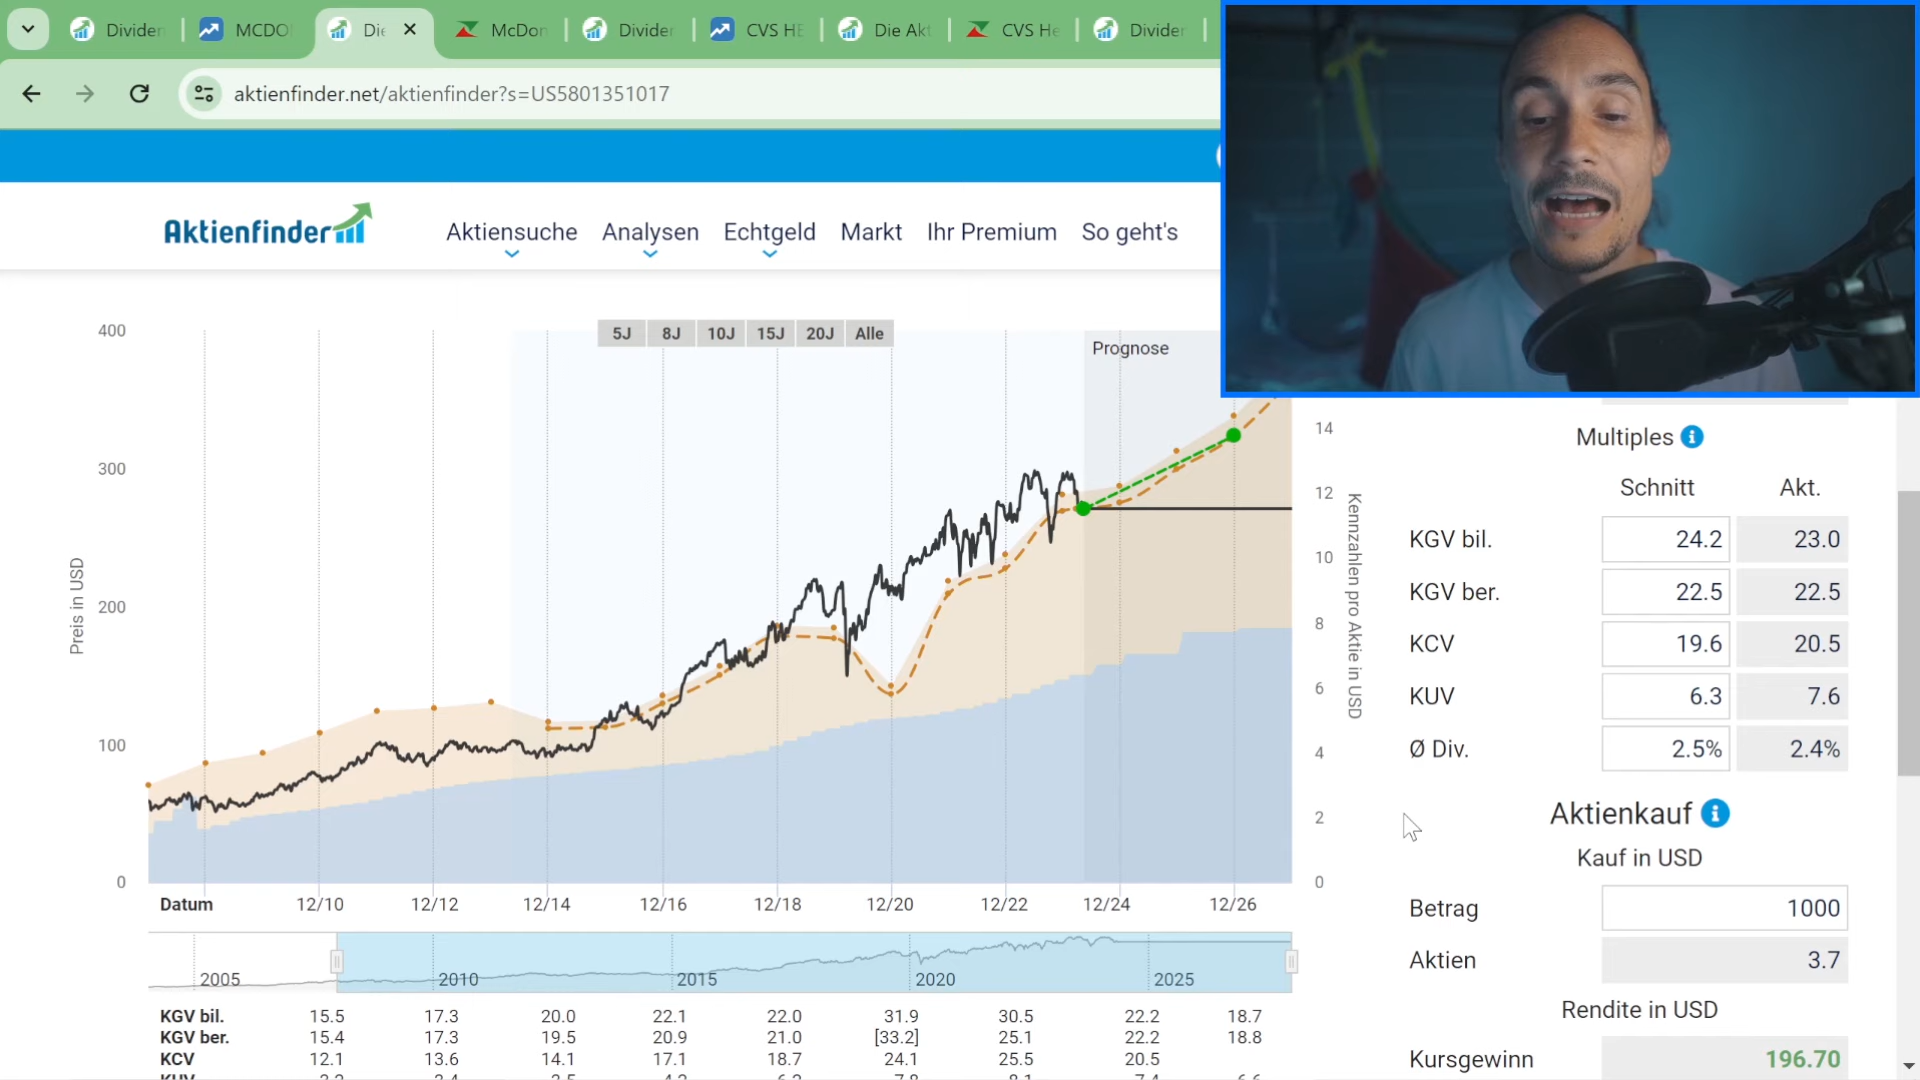 Divider
MCDO
Die
McDon
Divider
CVS HE
Die Akt
CVS He
Divider
aktienfinder.net/aktienfinder?s=US5801351017
Aktienfinder
Aktiensuche Analysen Echtgeld Markt Ihr Premium So geht's
5J 8J 10J 15J 20J Alle
Prognose
400
300
200
100
0
Preis in USD
14
12
10
8
6
4
2
0
Kennzahlen pro Aktie in USD
Datum 12/10 12/12 12/14 12/16 12/18 12/20 12/22 12/24 12/26
2005 2010 2015 2020 2025
KGV bil. 15.5 17.3 20.0 22.1 22.0 31.9 30.5 22.2 18.7
KGV ber. 15.4 17.3 19.5 20.9 21.0 [33.2] 25.1 22.2 18.8
KCV 12.1 13.6 14.1 17.1 18.7 24.1 25.5 20.5
Multiples
Schnitt Akt.
KGV bil. 24.2 23.0
KGV ber. 22.5 22.5
KCV 19.6 20.5
KUV 6.3 7.6
Ø Div. 2.5% 2.4%
Aktienkauf
Kauf in USD
Betrag 1000
Aktien 3.7
Rendite in USD
Kursgewinn 196.70